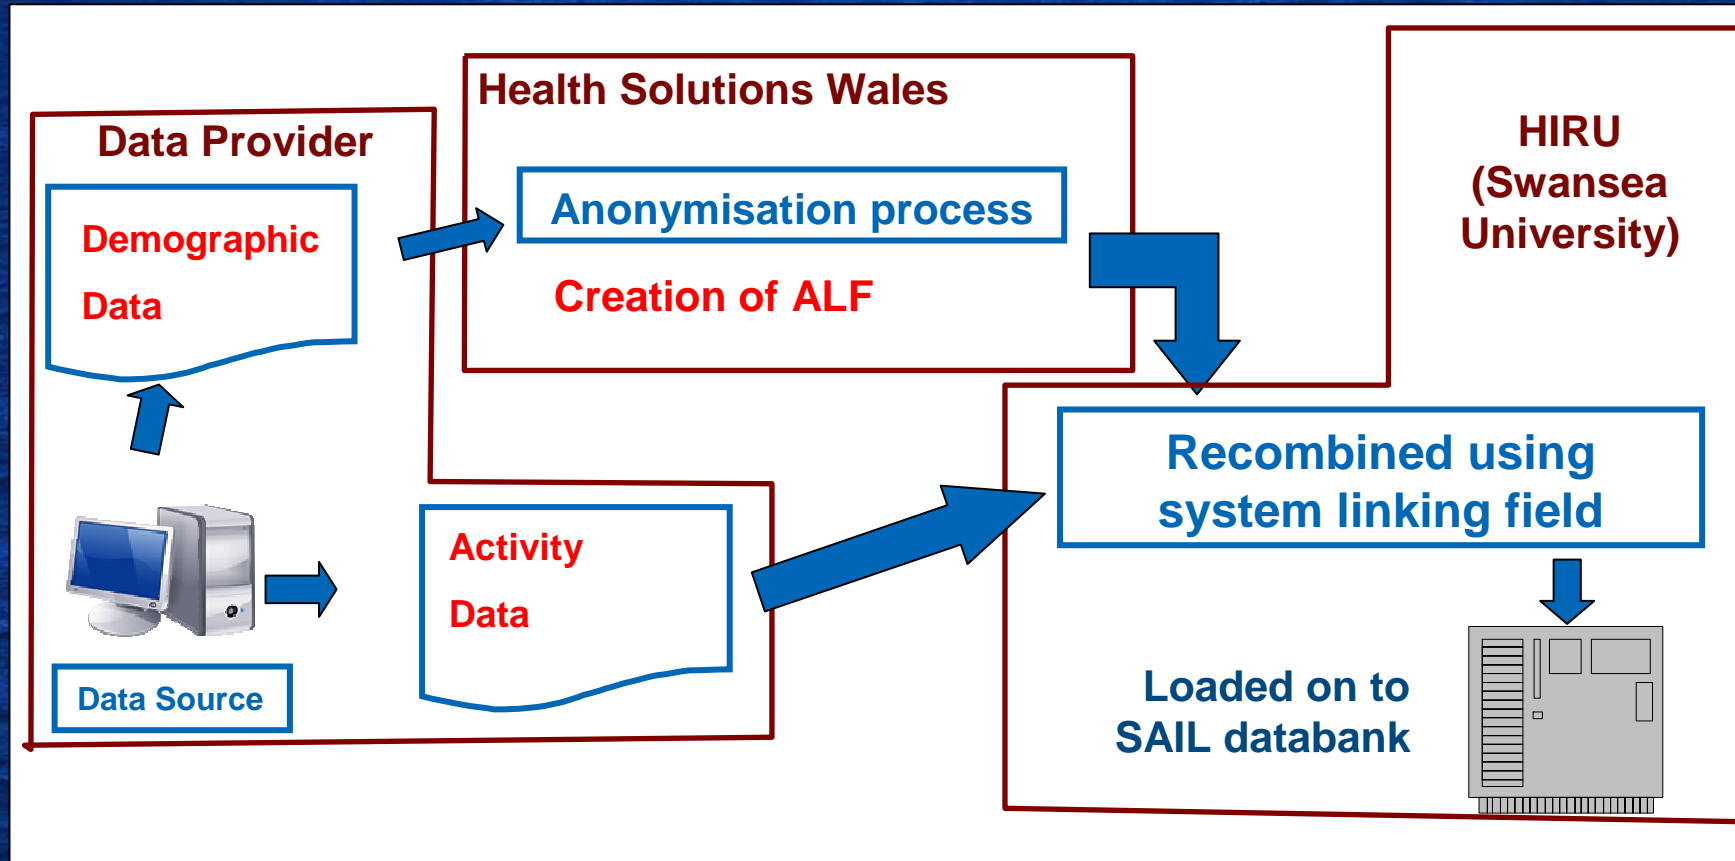 Data Provider
Demographic
Data
Data Source
Activity
Data
Health Solutions Wales
Anonymisation process
Creation of ALF
HIRU
(Swansea
University)
Recombined using
system linking field
Loaded on to
SAIL databank